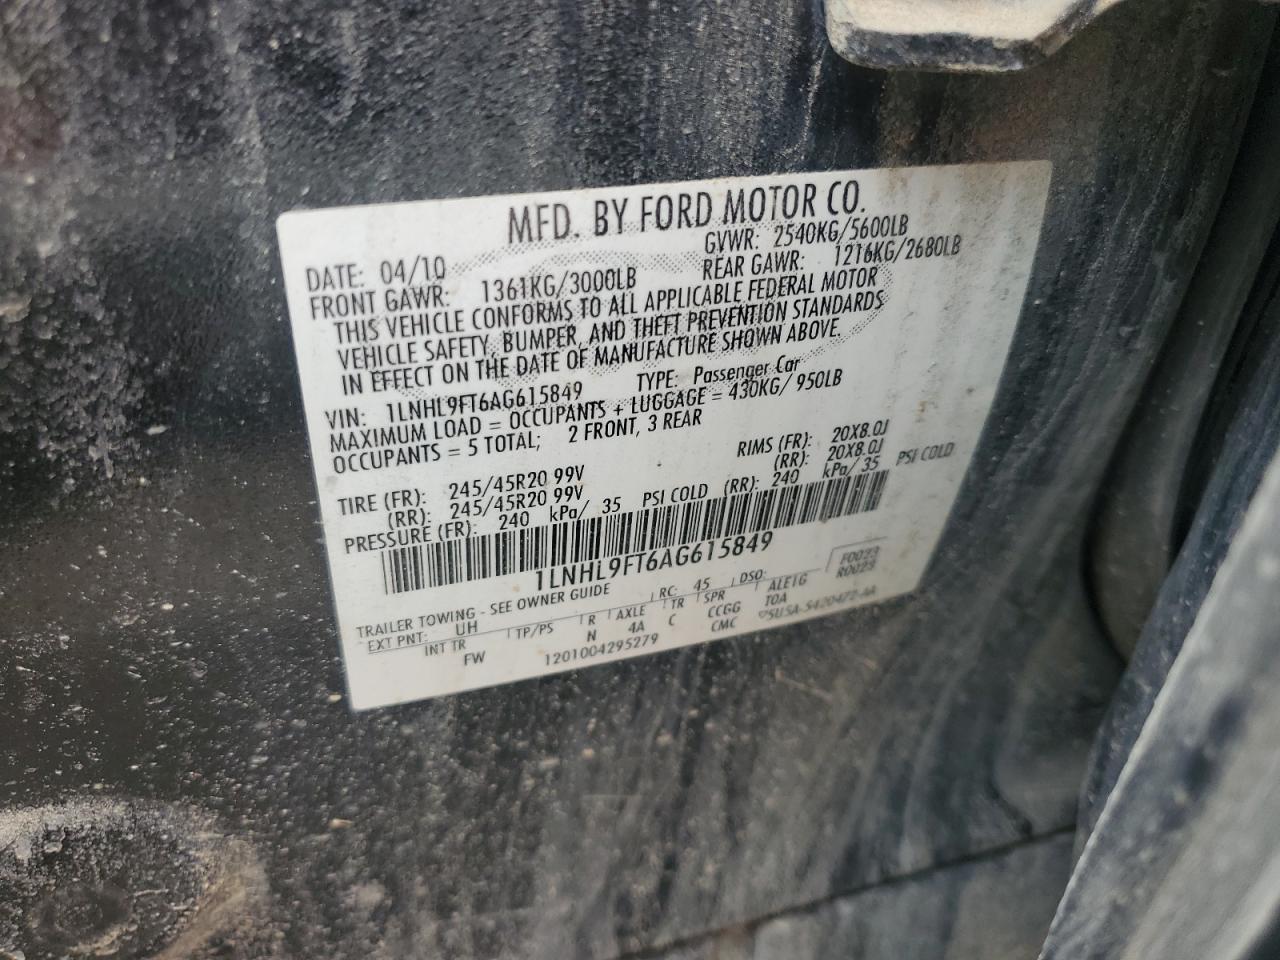 MFD. BY FORD MOTOR CO.
DATE: 04/10 GVWR: 2540KG/5600LB
FRONT GAWR: 1361KG/3000LB REAR GAWR: 1216KG/2680LB
THIS VEHICLE CONFORMS TO ALL APPLICABLE FEDERAL MOTOR
VEHICLE SAFETY, BUMPER, AND THEFT PREVENTION STANDARDS
IN EFFECT ON THE DATE OF MANUFACTURE SHOWN ABOVE.
VIN: 1LNHL9FT6AG615849 TYPE: Passenger Car
MAXIMUM LOAD = OCCUPANTS + LUGGAGE = 430KG/ 950LB
OCCUPANTS = 5 TOTAL; 2 FRONT, 3 REAR
TIRE (FR): 245/45R20 99V RIMS (FR): 20X8.0J
(RR): 245/45R20 99V (RR): 20X8.0J
PRESSURE (FR): 240 kPa/ 35 PSI COLD (RR): 240 kPa/ 35 PSI COLD
1LNHL9FT6AG615849
TRAILER TOWING - SEE OWNER GUIDE
EXT PNT: UH RC: 45 DSO: F0023
R0023
INT TR TP/PS R AXLE TR SPR ALE1G
FW N 4A C CCGG TOA
1201004295279 CMC